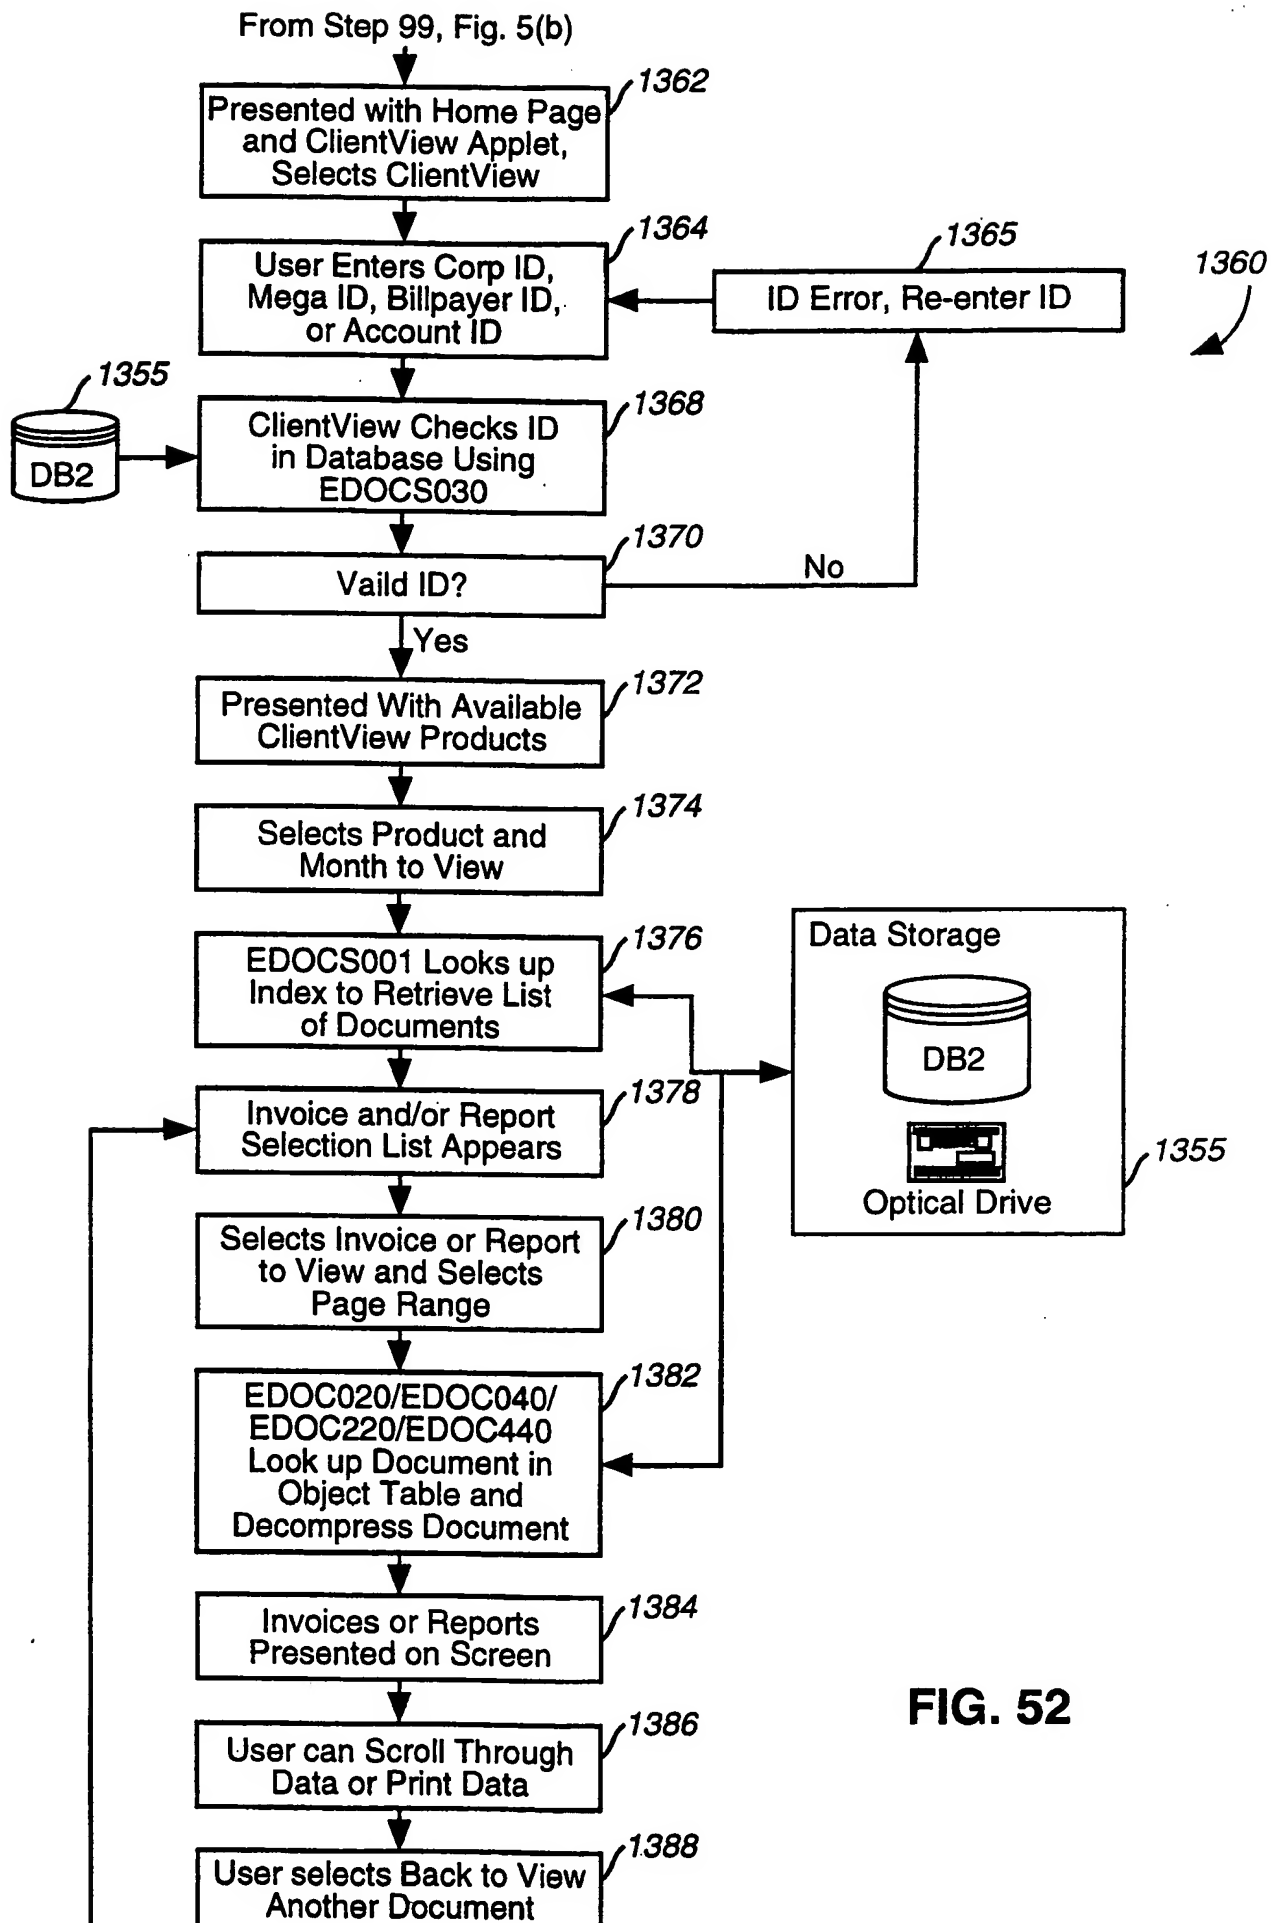 From Step 99, Fig. 5(b)
1362
Presented with Home Page
and ClientView Applet,
Selects ClientView
1364
User Enters Corp ID,
Mega ID, Billpayer ID,
or Account ID
1365
ID Error, Re-enter ID
1360
1355
DB2
1368
ClientView Checks ID
in Database Using
EDOCS030
1370
Vaild ID?
No
Yes
1372
Presented With Available
ClientView Products
1374
Selects Product and
Month to View
1376
EDOCS001 Looks up
Index to Retrieve List
of Documents
Data Storage
DB2
Optical Drive
1355
1378
Invoice and/or Report
Selection List Appears
1380
Selects Invoice or Report
to View and Selects
Page Range
1382
EDOC020/EDOC040/
EDOC220/EDOC440
Look up Document in
Object Table and
Decompress Document
1384
Invoices or Reports
Presented on Screen
1386
User can Scroll Through
Data or Print Data
1388
User selects Back to View
Another Document
FIG. 52